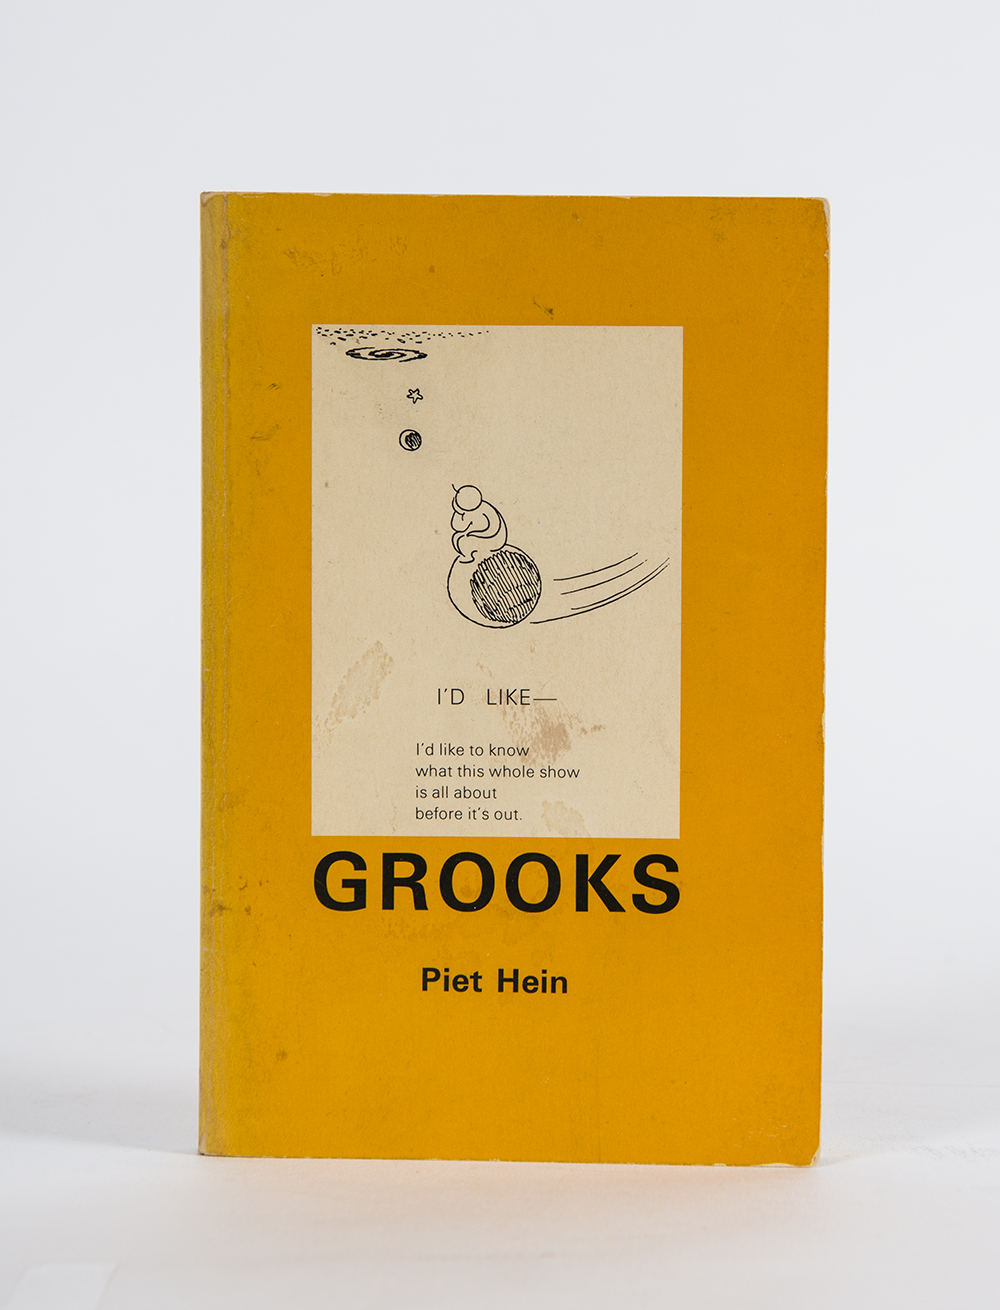 I'D LIKE—
I'd like to know
what this whole show
is all about
before it's out.
GROOKS
Piet Hein